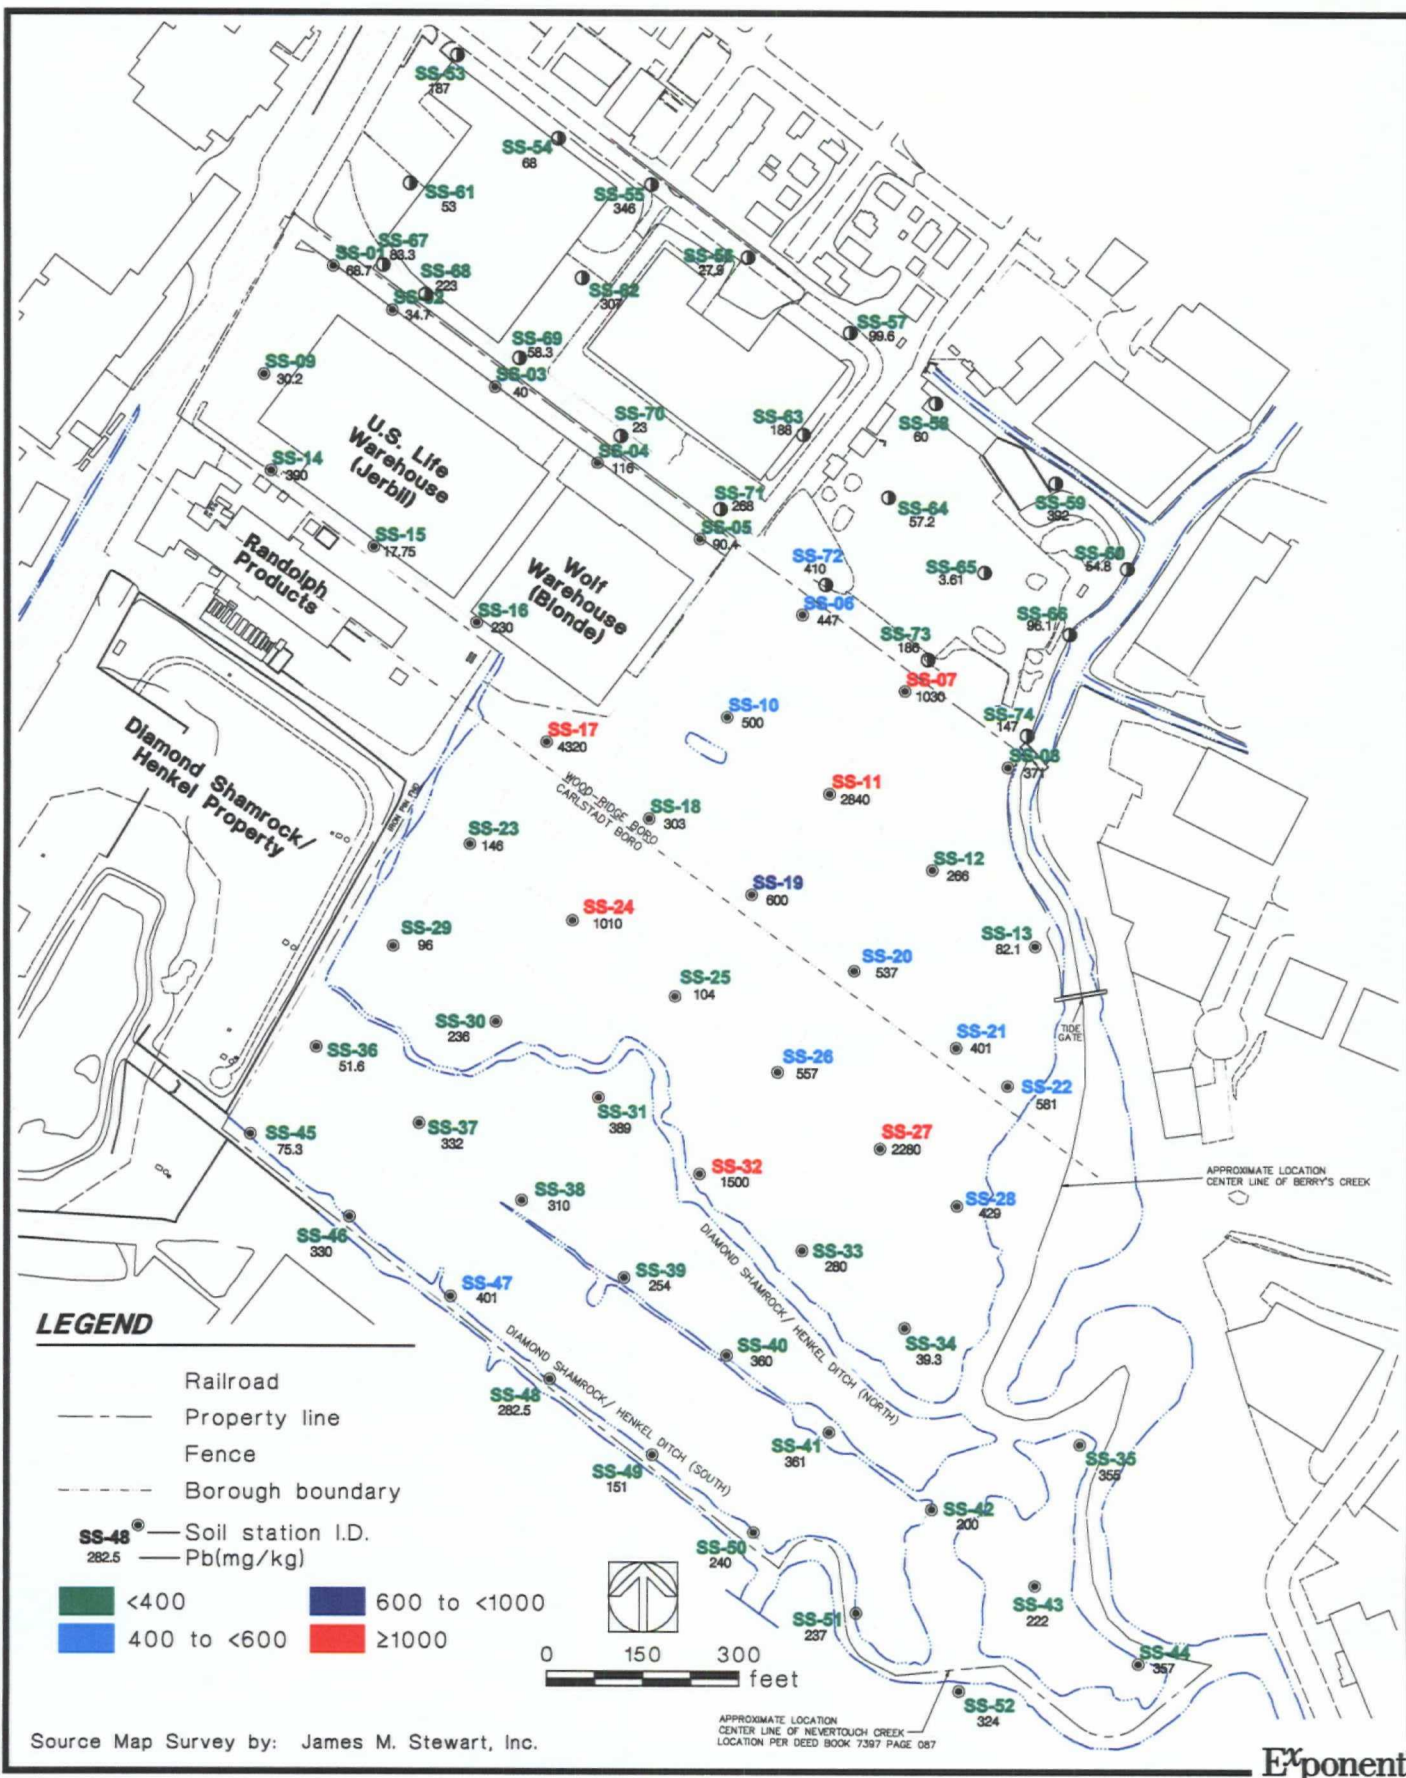 SS-53
187
SS-54
68
SS-61
53
SS-55
346
SS-67
83.3
SS-01
68.7
SS-68
223
34.7
27.9
SS-62
307
SS-57
99.6
SS-69
58.3
SS-03
40
SS-09
30.2
SS-70
23
SS-63
188
SS-58
60
SS-04
116
SS-14
390
U.S. Life
Warehouse
(Jerbil)
SS-71
268
SS-64
57.2
SS-59
392
SS-05
90.4
SS-15
17.75
Randolph
Products
Wolf
Warehouse
(Blonde)
SS-72
410
SS-65
3.61
SS-60
54.8
SS-06
447
SS-16
230
SS-73
186
SS-66
96.1
SS-07
1030
SS-10
500
SS-17
4320
SS-74
147
SS-08
371
Diamond Shamrock/
Henkel Property
WOOD-RIDGE BORO
CARLSTADT BORO
SS-11
2840
SS-18
303
SS-23
146
SS-12
266
SS-19
600
SS-24
1010
SS-29
96
SS-13
82.1
SS-20
537
SS-25
104
TIDE
GATE
SS-30
236
SS-21
401
SS-36
51.6
SS-26
557
SS-22
581
SS-31
389
SS-37
332
SS-45
75.3
SS-27
2280
SS-32
1500
APPROXIMATE LOCATION
CENTER LINE OF BERRY'S CREEK
SS-38
310
SS-28
429
SS-46
330
SS-33
280
SS-39
254
SS-47
401
DIAMOND SHAMROCK/ HENKEL DITCH (NORTH)
SS-34
39.3
SS-40
360
DIAMOND SHAMROCK/ HENKEL DITCH (SOUTH)
SS-48
282.5
SS-41
361
SS-35
355
SS-49
151
SS-42
200
SS-50
240
SS-43
222
SS-51
237
SS-44
357
SS-52
324
LEGEND
Railroad
Property line
Fence
Borough boundary
SS-48 Soil station I.D.
282.5 Pb(mg/kg)
<400 600 to <1000
400 to <600 ≥1000
0 150 300
feet
APPROXIMATE LOCATION
CENTER LINE OF NEVERTOUCH CREEK
LOCATION PER DEED BOOK 7397 PAGE 087
Source Map Survey by: James M. Stewart, Inc.
Exponent